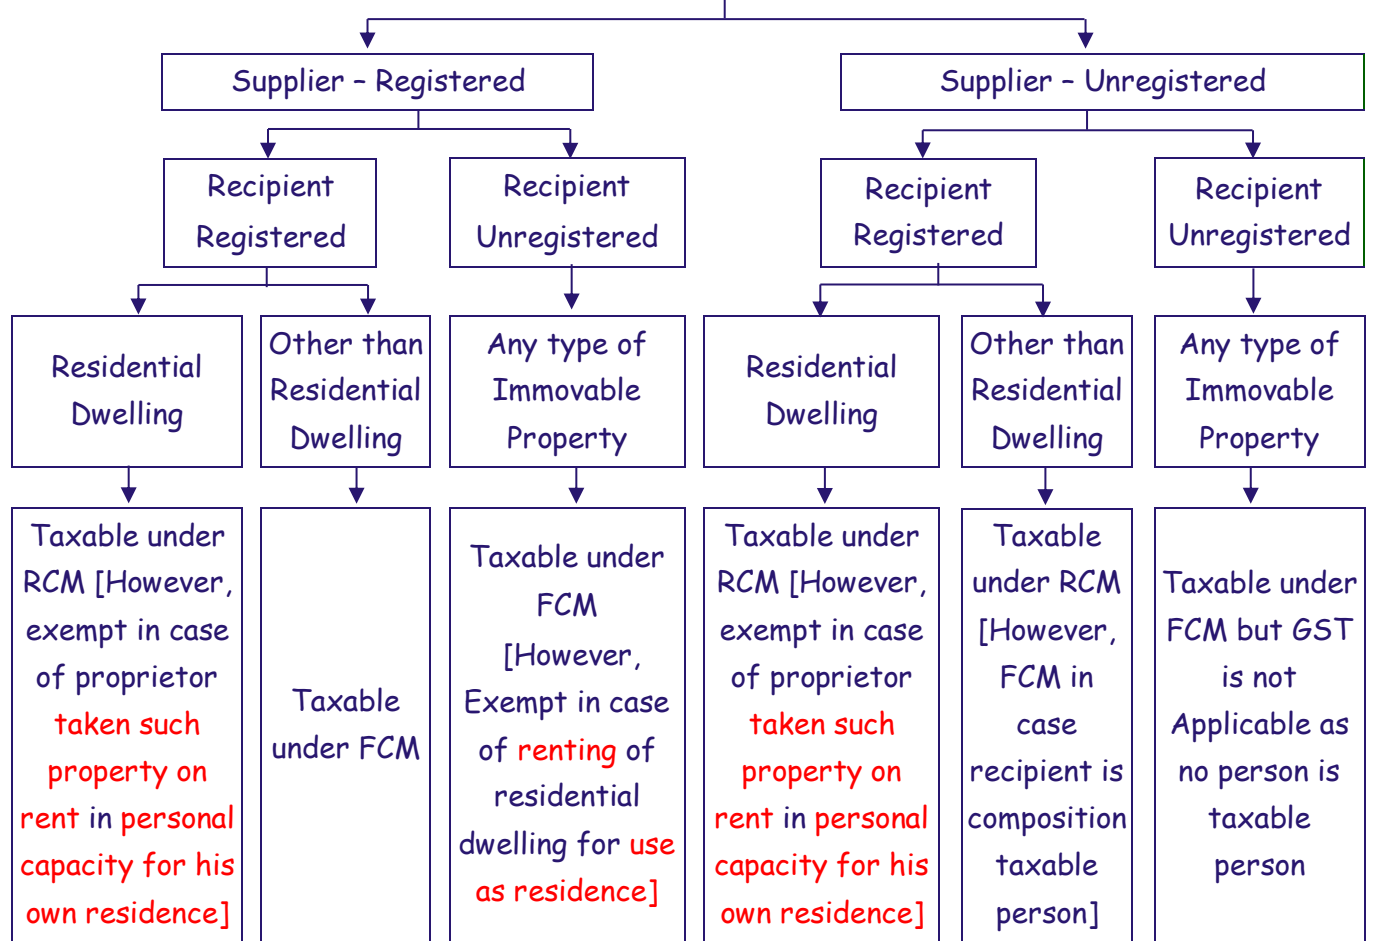 Supplier – Registered
Supplier – Unregistered
Recipient
Registered
Recipient
Unregistered
Recipient
Registered
Recipient
Unregistered
Residential
Dwelling
Other than
Residential
Dwelling
Any type of
Immovable
Property
Residential
Dwelling
Other than
Residential
Dwelling
Any type of
Immovable
Property
Taxable under
RCM [However,
exempt in case
of proprietor
taken such
property on
rent in personal
capacity for his
own residence]
Taxable
under FCM
Taxable under
FCM
[However,
Exempt in case
of renting of
residential
dwelling for use
as residence]
Taxable under
RCM [However,
exempt in case
of proprietor
taken such
property on
rent in personal
capacity for his
own residence]
Taxable
under RCM
[However,
FCM in
case
recipient is
composition
taxable
person]
Taxable under
FCM but GST
is not
Applicable as
no person is
taxable
person